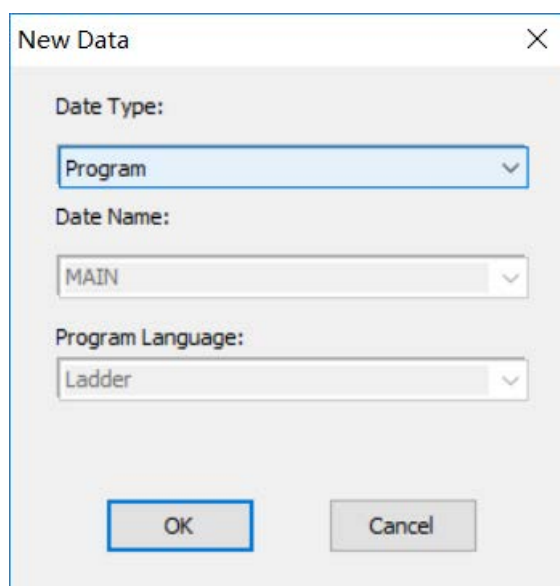 New Data
Date Type:
Program
Date Name:
MAIN
Program Language:
Ladder
OK
Cancel